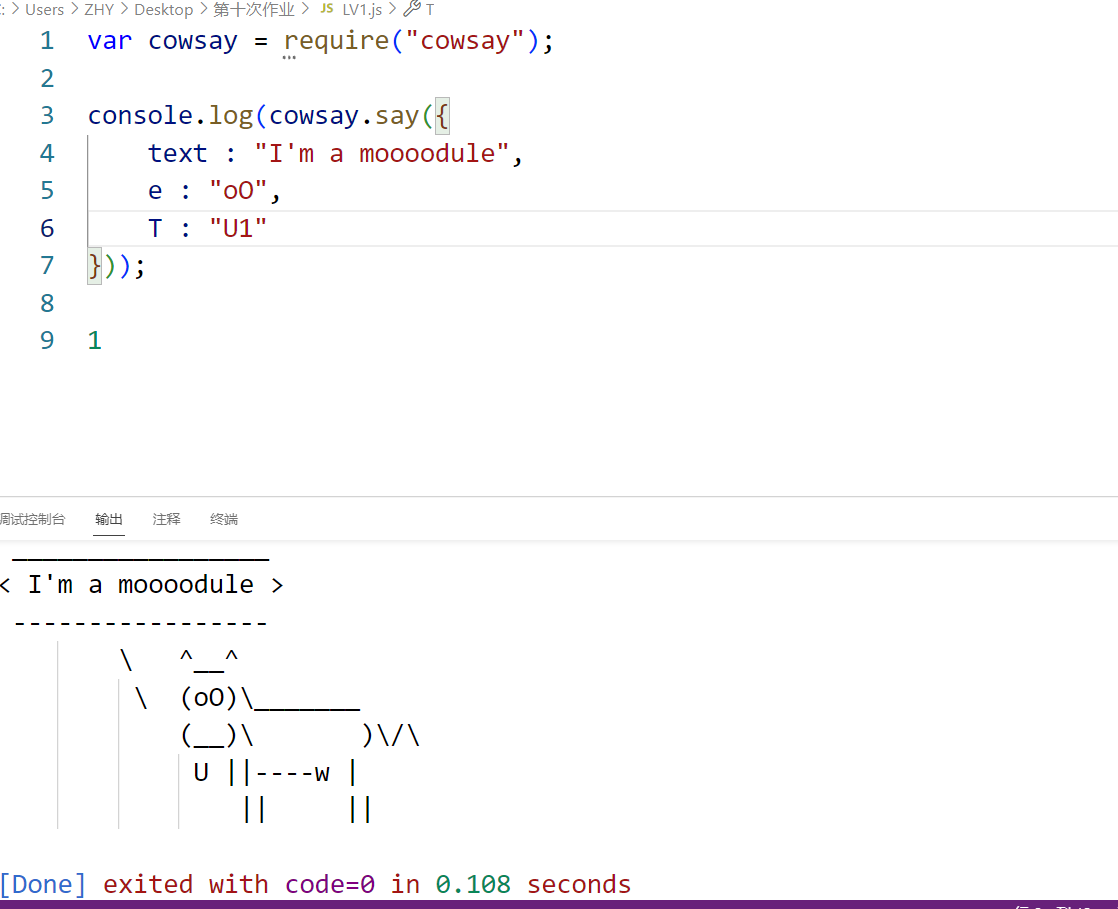 Users > ZHY > Desktop > 第十次作业 > JS LV1.js > T
1 var cowsay = require("cowsay");
2
3 console.log(cowsay.say({
4     text : "I'm a moooodule",
5     e : "oO",
6     T : "U1"
7 }));
8
9 1
调试控制台 输出 注释 终端
 _________________
< I'm a moooodule >
 -----------------
        \   ^__^
         \  (oO)\_______
            (__)\       )\/\
             U ||----w |
                ||     ||
[Done] exited with code=0 in 0.108 seconds